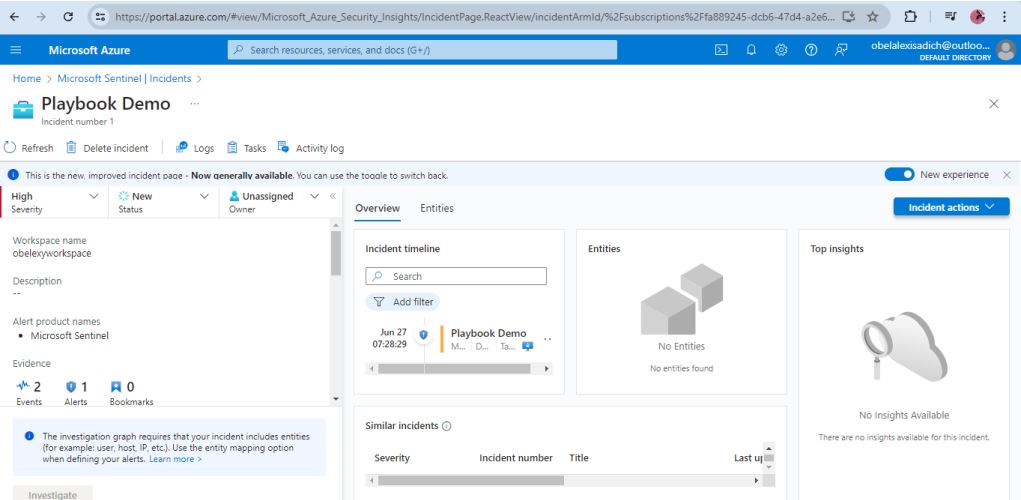 https://portal.azure.com/#view/Microsoft_Azure_Security_Insights/IncidentPage.ReactView/incidentArmId/%2Fsubscriptions%2Ffa889245-dcb6-47d4-a2e6...
Microsoft Azure
Search resources, services, and docs (G+/)
obelalexisadich@outloo...
DEFAULT DIRECTORY
Home > Microsoft Sentinel | Incidents >
Playbook Demo ...
Incident number 1
Refresh Delete incident Logs Tasks Activity log
This is the new, improved incident page - Now generally available. You can use the toggle to switch back.
New experience
High
Severity
New
Status
Unassigned
Owner
Workspace name
obelexyworkspace
Description
--
Alert product names
• Microsoft Sentinel
Evidence
2
Events
1
Alerts
0
Bookmarks
The investigation graph requires that your incident includes entities
(for example: user, host, IP, etc.). Use the entity mapping option
when defining your alerts. Learn more >
Investigate
Overview Entities
Incident actions
Incident timeline
Search
Add filter
Jun 27
07:28:29
Playbook Demo
M... D... Ta...
Entities
No Entities
No entities found
Top insights
No Insights Available
There are no insights available for this incident.
Similar incidents
Severity Incident number Title Last up